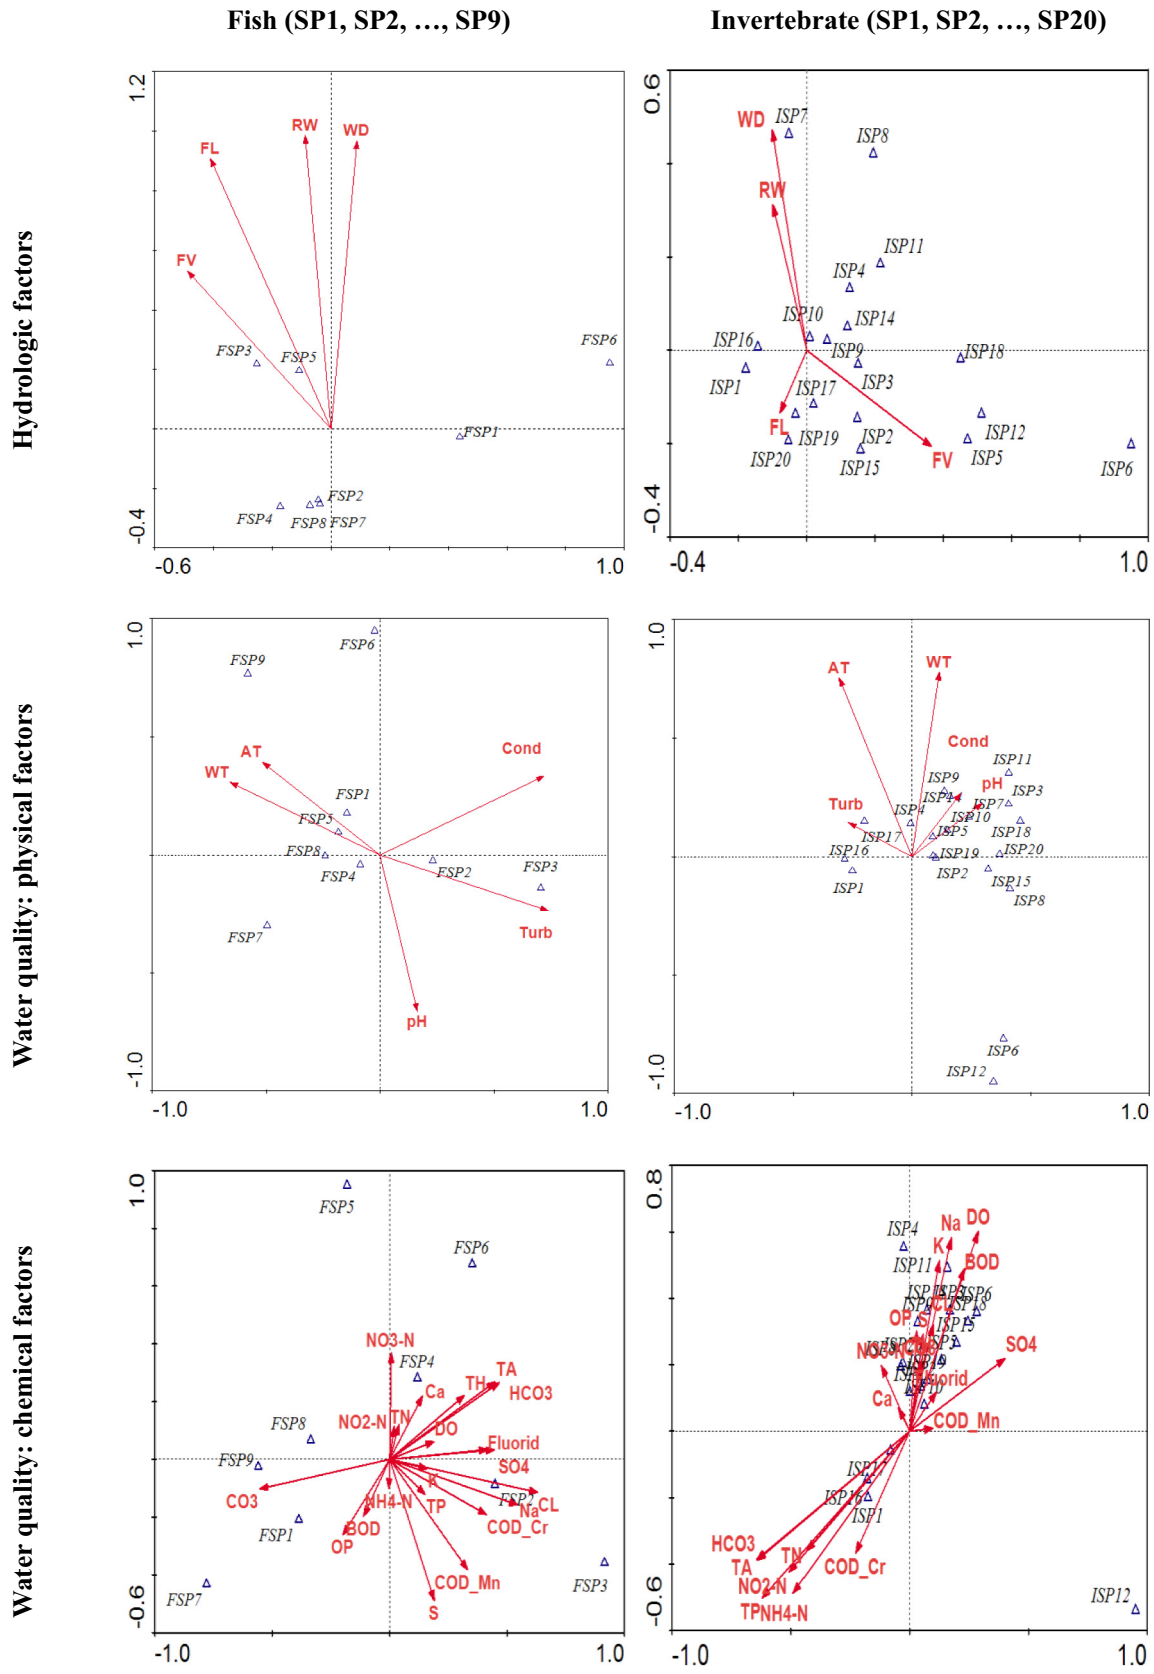 Fish (SP1, SP2, …, SP9)
Invertebrate (SP1, SP2, …, SP20)
Hydrologic factors
1.2
RW
WD
FL
FV
FSP3
FSP5
FSP6
FSP1
FSP2
FSP4
FSP8
FSP7
-0.4
-0.6
1.0
0.6
WD
ISP7
ISP8
RW
ISP11
ISP4
ISP10
ISP14
ISP16
ISP9
ISP18
ISP1
ISP3
ISP17
FL
ISP19
ISP2
ISP12
ISP20
ISP15
FV
ISP5
ISP6
-0.4
-0.4
1.0
Water quality: physical factors
1.0
FSP6
FSP9
AT
WT
Cond
FSP1
FSP5
FSP8
FSP4
FSP2
FSP3
FSP7
Turb
pH
-1.0
-1.0
1.0
1.0
AT
WT
Cond
ISP11
ISP9
pH
ISP3
ISP7
Turb
ISP4
ISP10
ISP17
ISP5
ISP18
ISP16
ISP19
ISP20
ISP1
ISP2
ISP15
ISP8
ISP6
ISP12
-1.0
-1.0
1.0
Water quality: chemical factors
1.0
FSP5
FSP6
NO3-N
FSP4
TA
TH
HCO3
Ca
NO2-N
TN
FSP8
DO
Fluorid
FSP9
SO4
K
FSP2
CO3
NH4-N
TP
Na
CL
FSP1
BOD
COD_Cr
OP
COD_Mn
FSP3
FSP7
S
-0.6
-1.0
1.0
0.8
ISP4
Na
DO
K
ISP11
BOD
ISP6
ISP18
OP
S
CL
ISP15
SO4
ISP5
Ca
COD_Mn
ISP16
ISP1
HCO3
TA
TN
COD_Cr
NO2-N
TP
NH4-N
ISP12
-0.6
-1.0
1.0